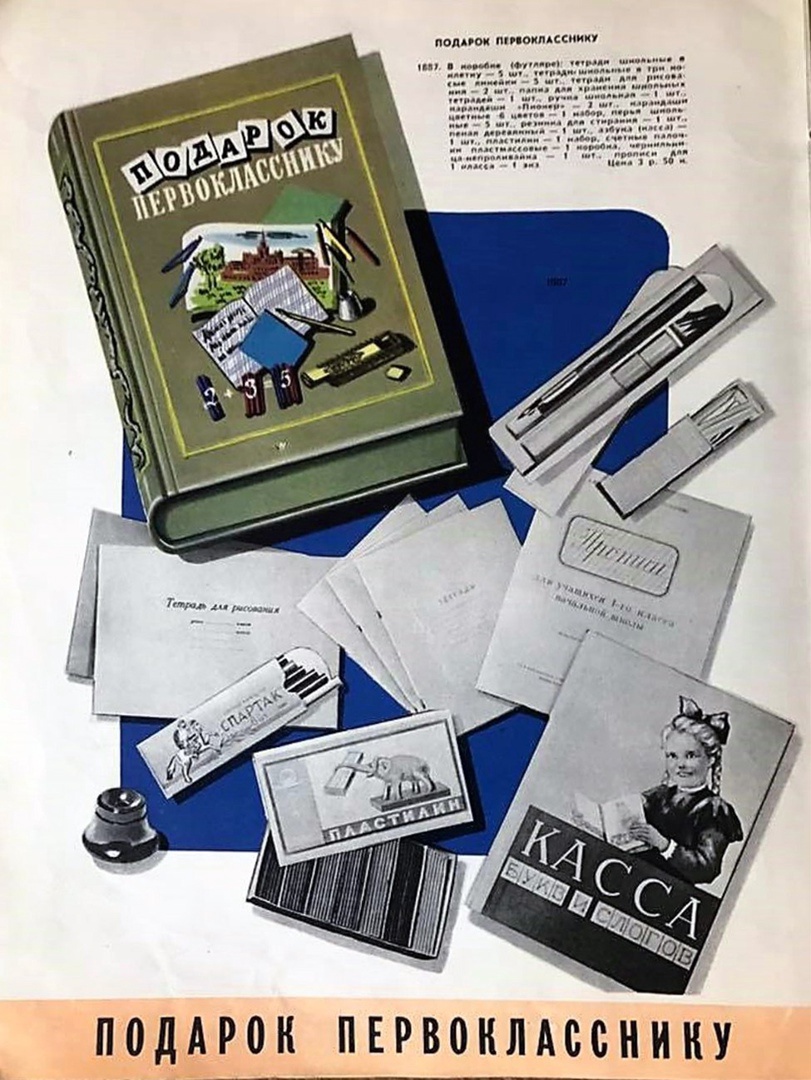 ПОДАРОК ПЕРВОКЛАССНИКУ
1887. В коробке (футляре): тетради школьные в
клетку — 5 шт., тетради школьные в три ко-
сые линейки — 5 шт., тетради для рисова-
ния — 2 шт., папка для хранения школьных
тетрадей — 1 шт., ручка школьная — 1 шт.,
карандаши «Пионер» — 2 шт., карандаши
цветные 6 цветов — 1 набор, перья школь-
ные — 5 шт., резинка для стирания — 1 шт.,
пенал деревянный — 1 шт., азбука (касса) —
1 шт., пластилин — 1 набор, счетные палоч-
ки пластмассовые — 1 коробка, чернильни-
ца-непроливайка — 1 шт., прописи для
1 класса — 1 экз. Цена 3 р. 50 к.
ПОДАРОК
ПЕРВОКЛАССНИКУ
2 + 3 = 5
1887
Прописи
для учащихся 1-го класса
начальной школы
ТЕТРАДЬ
Тетрадь для рисования
СПАРТАК
ПЛАСТИЛИН
КАССА
БУКВ И СЛОГОВ
ПОДАРОК ПЕРВОКЛАССНИКУ